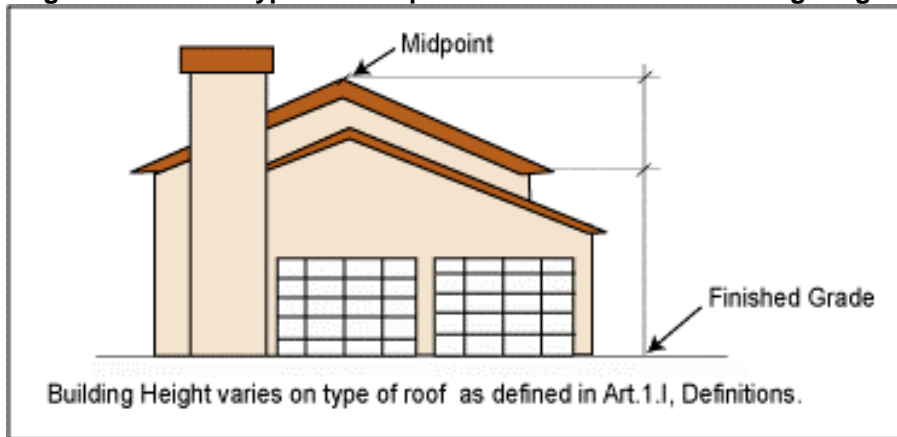 Midpoint
Finished Grade
Building Height varies on type of roof as defined in Art.1.I, Definitions.